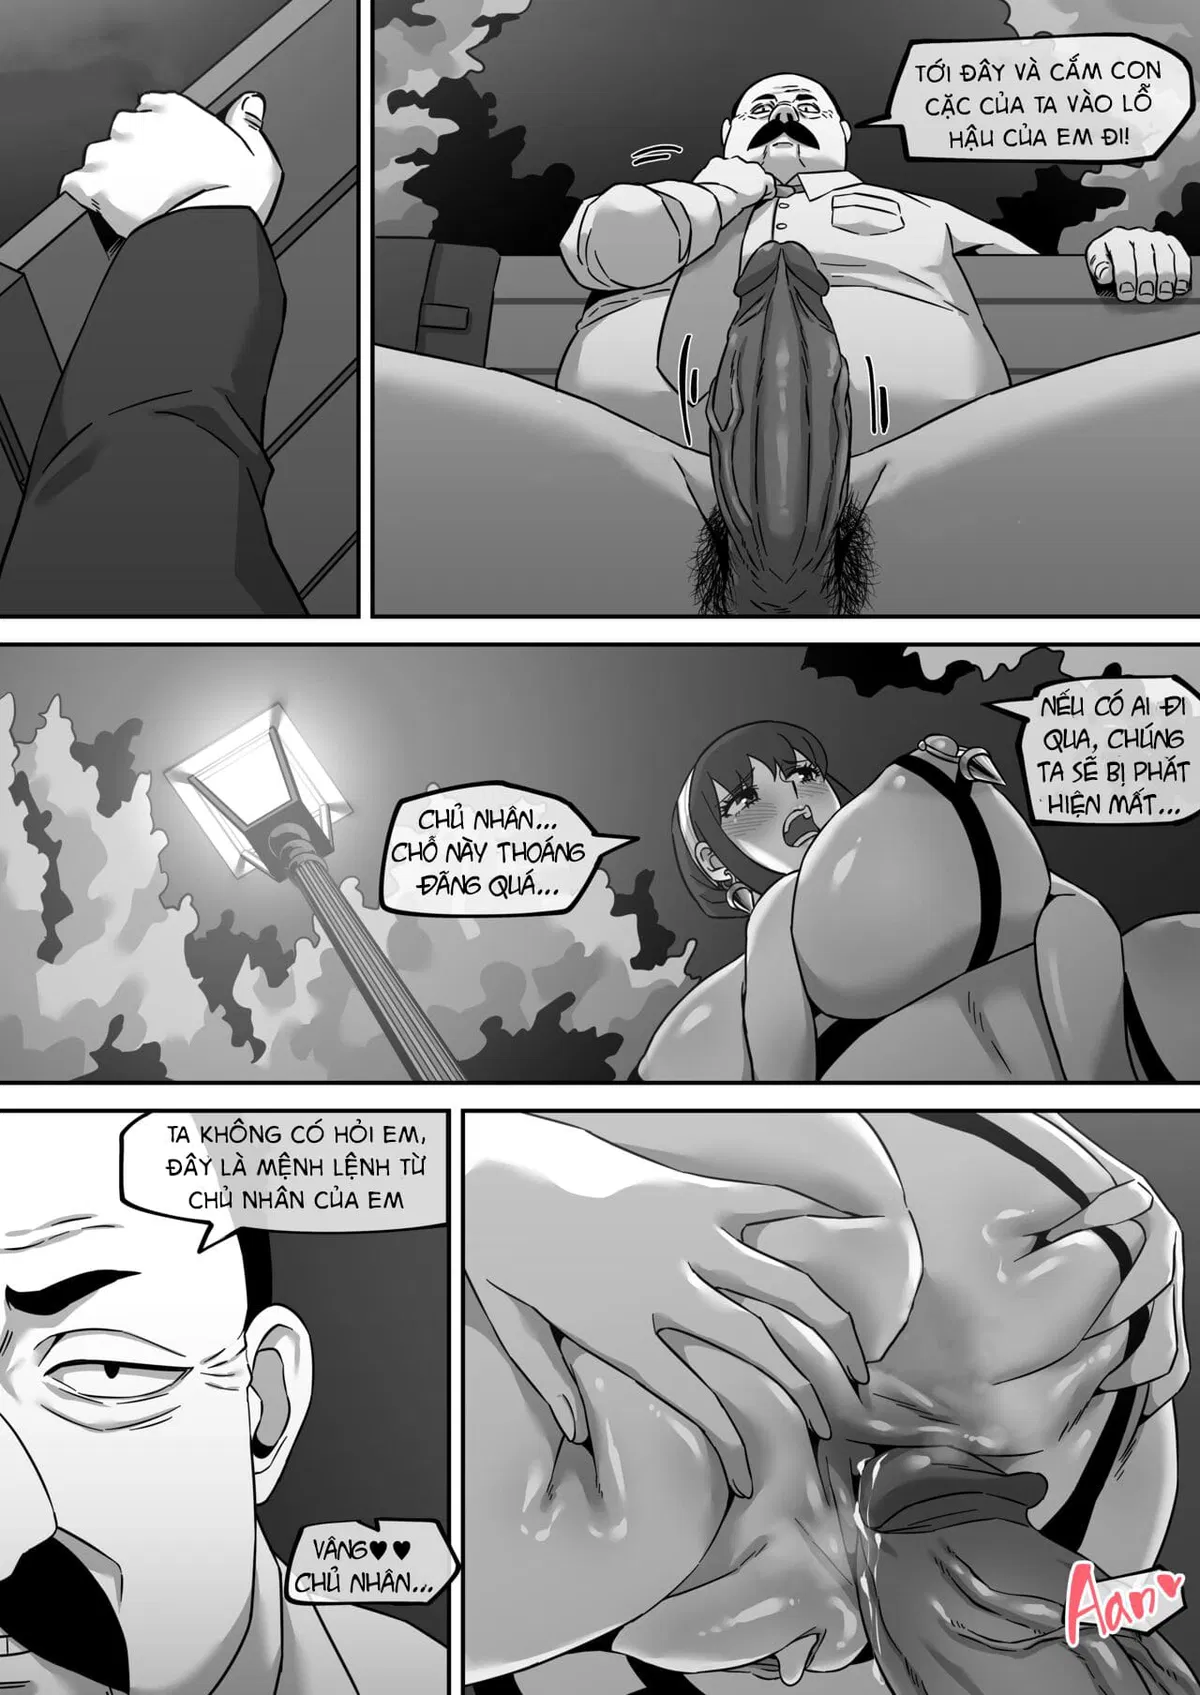 TỚI ĐÂY VÀ CẮM CON
CẶC CỦA TA VÀO LỖ
HẬU CỦA EM ĐI!
NẾU CÓ AI ĐI
QUA, CHÚNG
TA SẼ BỊ PHÁT
HIỆN MẤT...
CHỦ NHÂN...
CHỖ NÀY THOÁNG
ĐÃNG QUÁ...
TA KHÔNG CÓ HỎI EM,
ĐÂY LÀ MỆNH LỆNH TỪ
CHỦ NHÂN CỦA EM
VÂNG♥♥
CHỦ NHÂN...
Aan♥